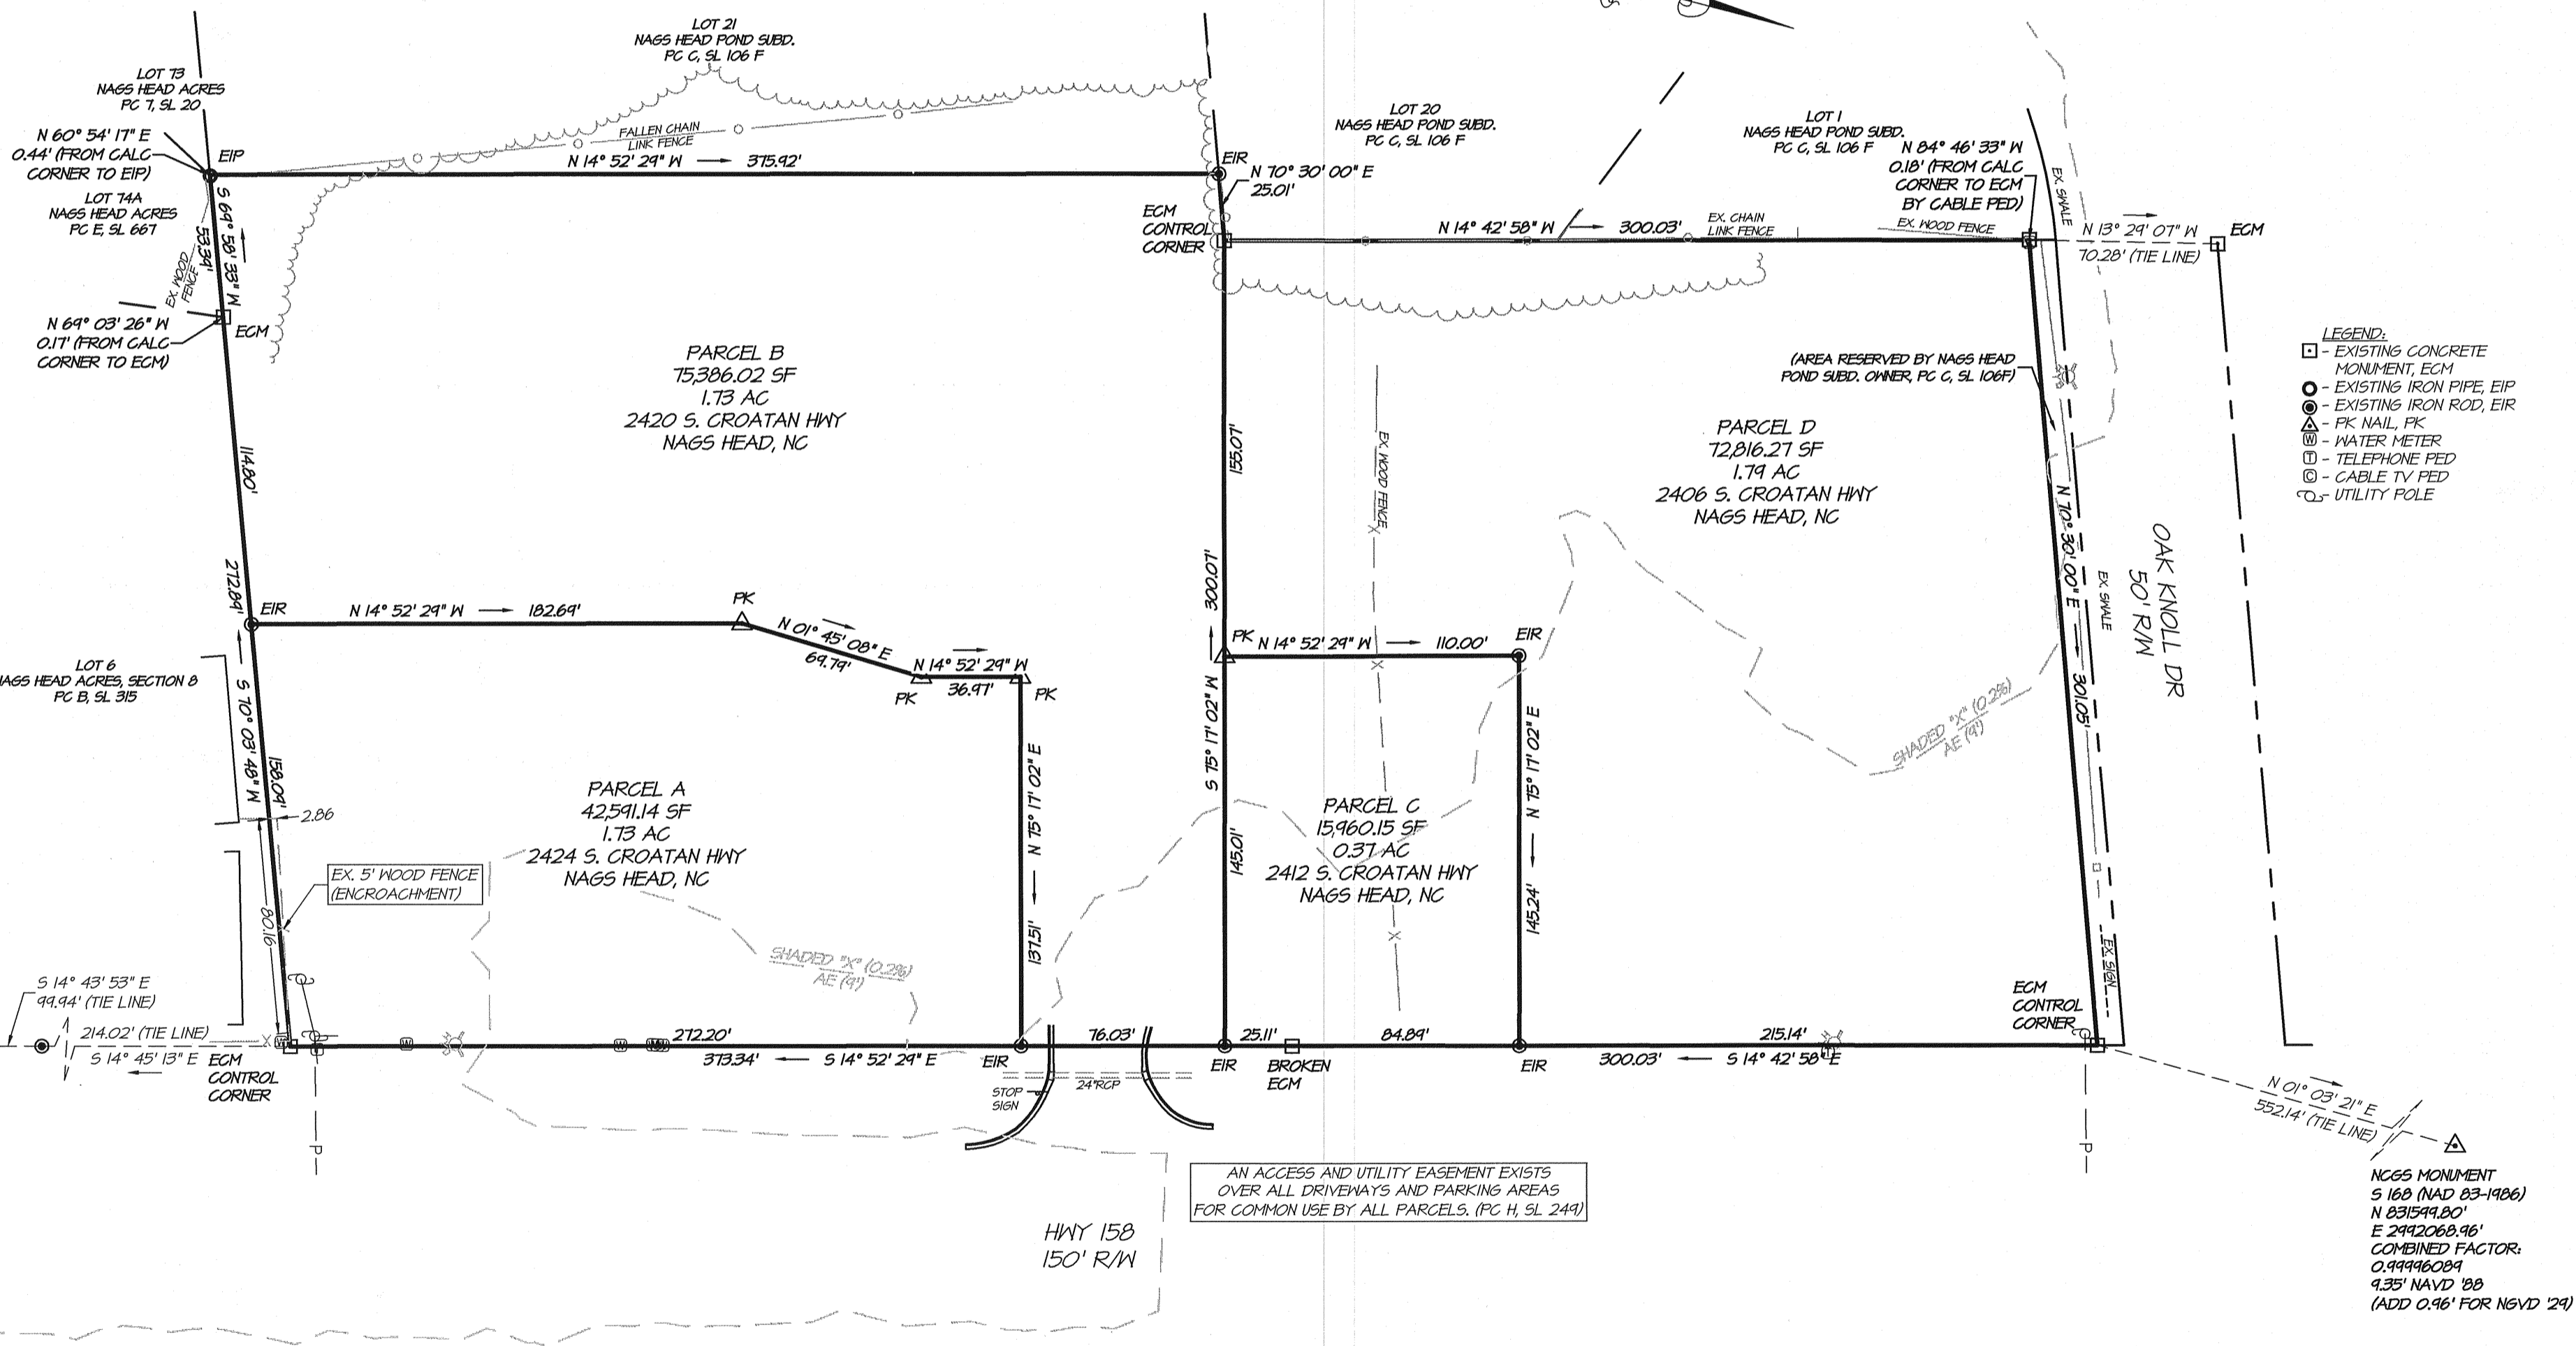 LOT 21
NAGS HEAD POND SUBD.
PC C, SL 106 F
LOT 73
NAGS HEAD ACRES
PC 7, SL 20
N 60° 54' 17" E
0.44' (FROM CALC
CORNER TO EIP)
EIP
LOT 74A
NAGS HEAD ACRES
PC E, SL 667
FALLEN CHAIN
LINK FENCE
N 14° 52' 29" W
375.92'
EIR
N 70° 30' 00" E
25.01'
ECM
CONTROL
CORNER
LOT 20
NAGS HEAD POND SUBD.
PC C, SL 106 F
LOT 1
NAGS HEAD POND SUBD.
PC C, SL 106 F
N 84° 46' 33" W
0.18' (FROM CALC
CORNER TO ECM
BY CABLE PED)
EX. SWALE
N 14° 42' 58" W
300.03'
EX. CHAIN
LINK FENCE
EX. WOOD FENCE
N 13° 29' 07" W
70.28' (TIE LINE)
ECM
S 69° 58' 33" W
53.39'
EX. WOOD
FENCE
N 69° 03' 26" W
0.17' (FROM CALC
CORNER TO ECM)
ECM
PARCEL B
75,386.02 SF
1.73 AC
2420 S. CROATAN HWY
NAGS HEAD, NC
(AREA RESERVED BY NAGS HEAD
POND SUBD. OWNER, PC C, SL 106F)
LEGEND:
- EXISTING CONCRETE
MONUMENT, ECM
- EXISTING IRON PIPE, EIP
- EXISTING IRON ROD, EIR
- PK NAIL, PK
W - WATER METER
T - TELEPHONE PED
C - CABLE TV PED
- UTILITY POLE
114.80'
155.07'
EX. WOOD FENCE
PARCEL D
72,816.27 SF
1.79 AC
2406 S. CROATAN HWY
NAGS HEAD, NC
N 70° 30' 00" E
301.05'
EX. SWALE
OAK KNOLL DR
50' R/W
272.89'
EIR
N 14° 52' 29" W
182.69'
PK
N 01° 45' 08" E
69.79'
N 14° 52' 29" W
36.97'
PK
PK
300.07'
S 75° 17' 02" W
PK
N 14° 52' 29" W
110.00'
EIR
X
X
LOT 6
NAGS HEAD ACRES, SECTION 8
PC B, SL 315
S 70° 03' 48" W
158.09'
2.86
80.16
EX. 5' WOOD FENCE
(ENCROACHMENT)
PARCEL A
42,591.14 SF
1.73 AC
2424 S. CROATAN HWY
NAGS HEAD, NC
N 75° 17' 02" E
137.51'
SHADED "X" (0.2%)
AE (9')
145.01'
PARCEL C
15,960.15 SF
0.37 AC
2412 S. CROATAN HWY
NAGS HEAD, NC
X
N 75° 17' 02" E
145.24'
SHADED "X" (0.2%)
AE (9')
EX. SIGN
S 14° 43' 53" E
99.94' (TIE LINE)
214.02' (TIE LINE)
S 14° 45' 13" E
X
ECM
CONTROL
CORNER
W
W
W
272.20'
373.34'
S 14° 52' 29" E
EIR
76.03'
STOP
SIGN
24"RCP
EIR
25.11'
BROKEN
ECM
84.89'
EIR
215.14'
300.03'
S 14° 42' 58" E
ECM
CONTROL
CORNER
P
P
N 01° 03' 21" E
552.14' (TIE LINE)
AN ACCESS AND UTILITY EASEMENT EXISTS
OVER ALL DRIVEWAYS AND PARKING AREAS
FOR COMMON USE BY ALL PARCELS. (PC H, SL 249)
HWY 158
150' R/W
NCGS MONUMENT
S 168 (NAD 83-1986)
N 831599.80'
E 2992068.96'
COMBINED FACTOR:
0.99996089
9.35' NAVD '88
(ADD 0.96' FOR NGVD '29)